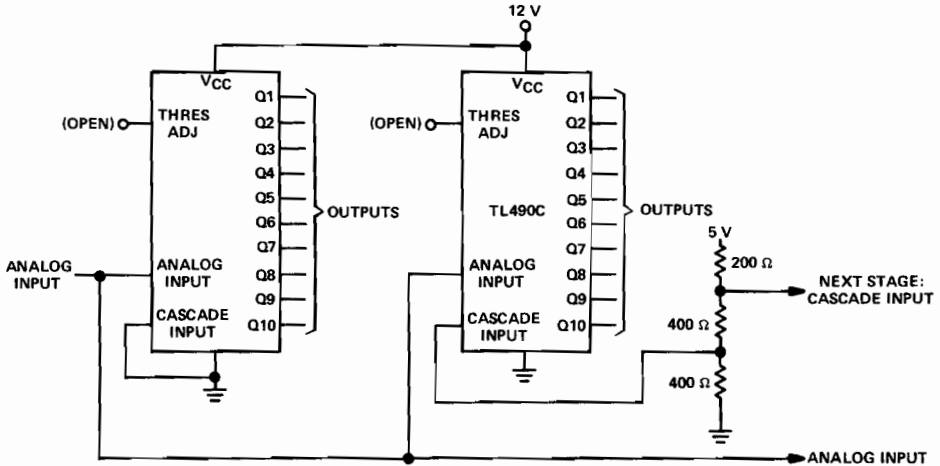 12 V
VCC
THRES
ADJ
(OPEN)
ANALOG
INPUT
ANALOG
INPUT
CASCADE
INPUT
Q1
Q2
Q3
Q4
Q5
Q6
Q7
Q8
Q9
Q10
OUTPUTS
VCC
THRES
ADJ
(OPEN)
TL490C
ANALOG
INPUT
CASCADE
INPUT
Q1
Q2
Q3
Q4
Q5
Q6
Q7
Q8
Q9
Q10
OUTPUTS
5 V
200 Ω
NEXT STAGE:
CASCADE INPUT
400 Ω
400 Ω
ANALOG INPUT